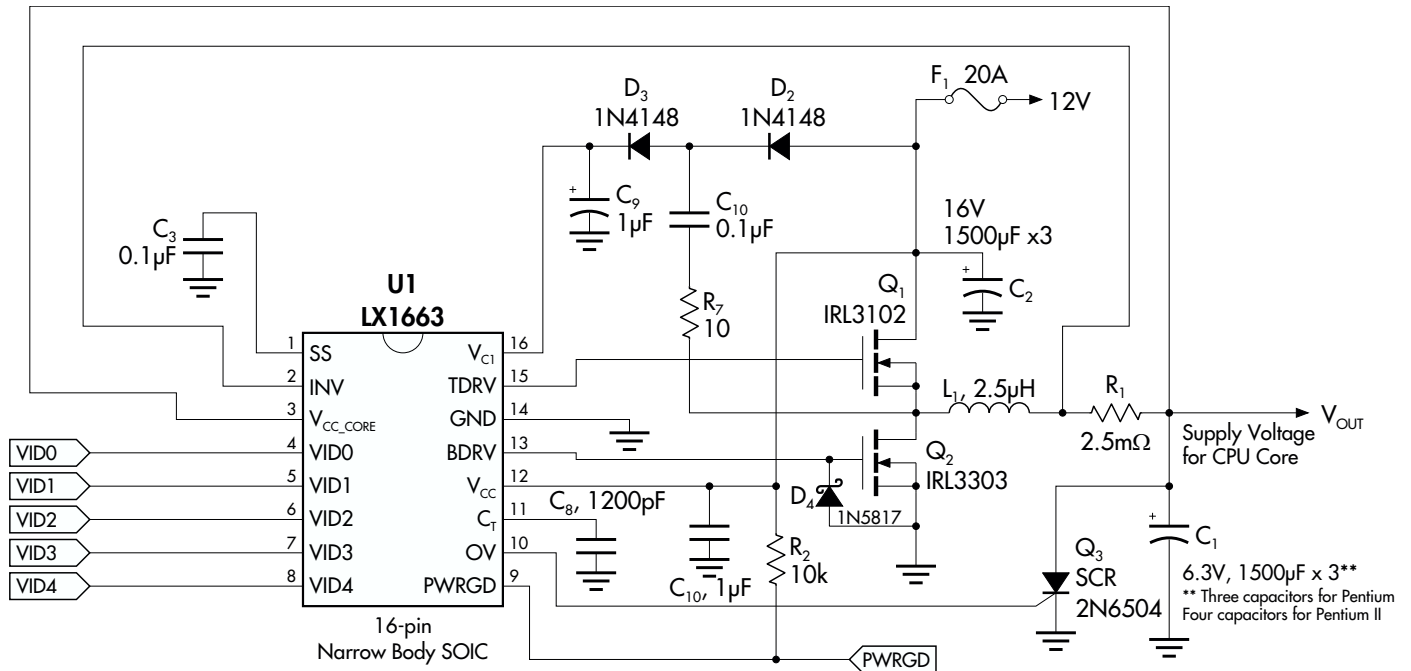 F₁ 20A
12V
D₃
1N4148
D₂
1N4148
C₃
0.1µF
+
C₉
1µF
C₁₀
0.1µF
16V
1500µF x3
+
C₂
U1
LX1663
R₇
10
Q₁
IRL3102
1
SS
2
INV
3
V_CC_CORE
4
VID0
5
VID1
6
VID2
7
VID3
8
VID4
16
V_C1
15
TDRV
14
GND
13
BDRV
12
V_CC
11
C_T
10
OV
9
PWRGD
VID0
VID1
VID2
VID3
VID4
16-pin
Narrow Body SOIC
L₁, 2.5µH
R₁
2.5mΩ
V_OUT
Supply Voltage
for CPU Core
Q₂
IRL3303
D₄
1N5817
C₈, 1200pF
C₁₀, 1µF
R₂
10k
Q₃
SCR
2N6504
+
C₁
6.3V, 1500µF x 3**
** Three capacitors for Pentium
Four capacitors for Pentium II
PWRGD